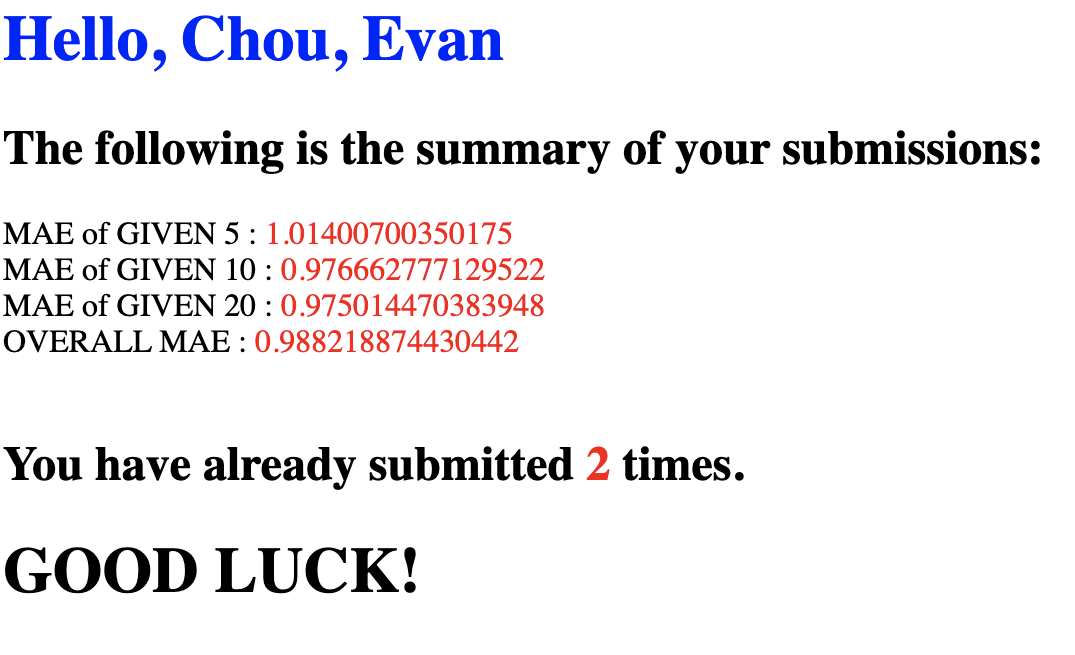 Hello, Chou, Evan
The following is the summary of your submissions:
MAE of GIVEN 5 : 1.01400700350175
MAE of GIVEN 10 : 0.976662777129522
MAE of GIVEN 20 : 0.975014470383948
OVERALL MAE : 0.988218874430442
You have already submitted 2 times.
GOOD LUCK!